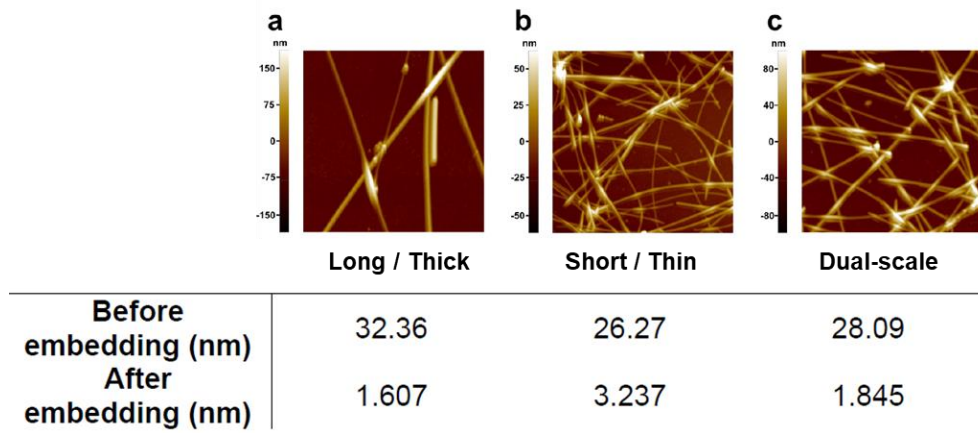 a
b
c
nm
150
75
0
-75
-150
nm
50
25
0
-25
-50
nm
80
40
0
-40
-80
Long / Thick
Short / Thin
Dual-scale
Before
embedding (nm)
32.36
26.27
28.09
After
embedding (nm)
1.607
3.237
1.845